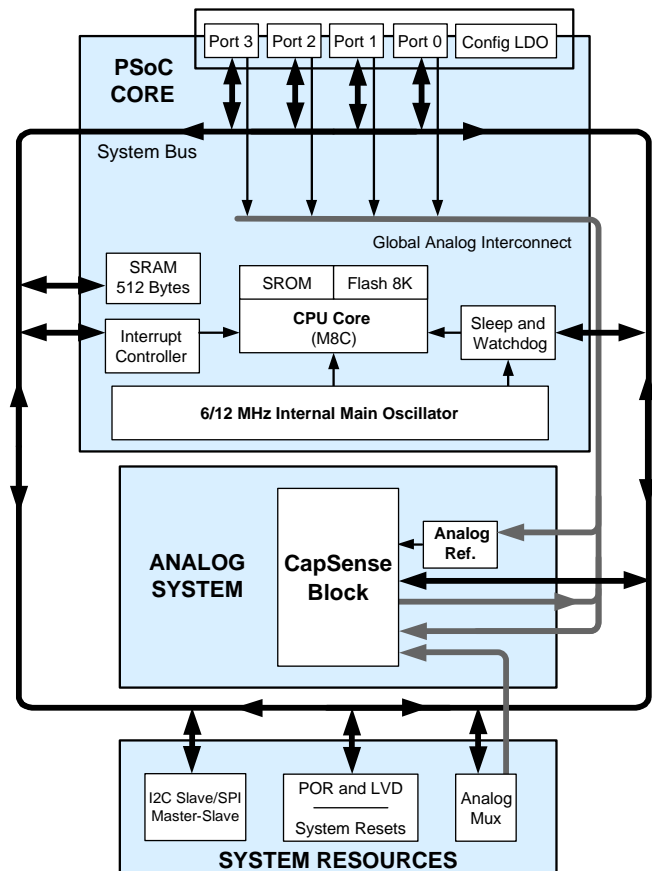 Port 3 Port 2 Port 1 Port 0 Config LDO
PSoC
CORE
System Bus
Global Analog Interconnect
SRAM
512 Bytes
SROM Flash 8K
CPU Core
(M8C)
Interrupt
Controller
Sleep and
Watchdog
6/12 MHz Internal Main Oscillator
ANALOG
SYSTEM
CapSense
Block
Analog
Ref.
I2C Slave/SPI
Master-Slave
POR and LVD
System Resets
Analog
Mux
SYSTEM RESOURCES